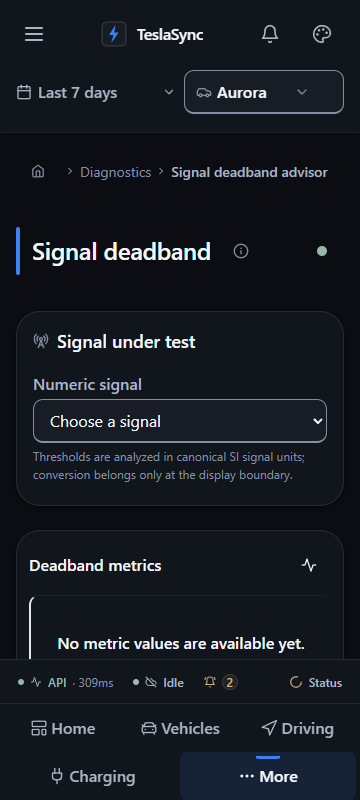 TeslaSync
Last 7 days
Aurora
Diagnostics
Signal deadband advisor
Signal deadband
Signal under test
Numeric signal
Choose a signal
Thresholds are analyzed in canonical SI signal units;
conversion belongs only at the display boundary.
Deadband metrics
No metric values are available yet.
API · 309ms
Idle
2
Status
Home
Vehicles
Driving
Charging
More